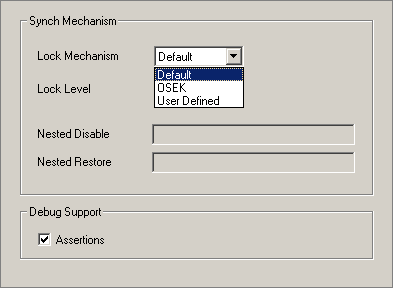 Synch Mechanism
Lock Mechanism Default
Default
Lock Level OSEK
User Defined
Nested Disable
Nested Restore
Debug Support
Assertions